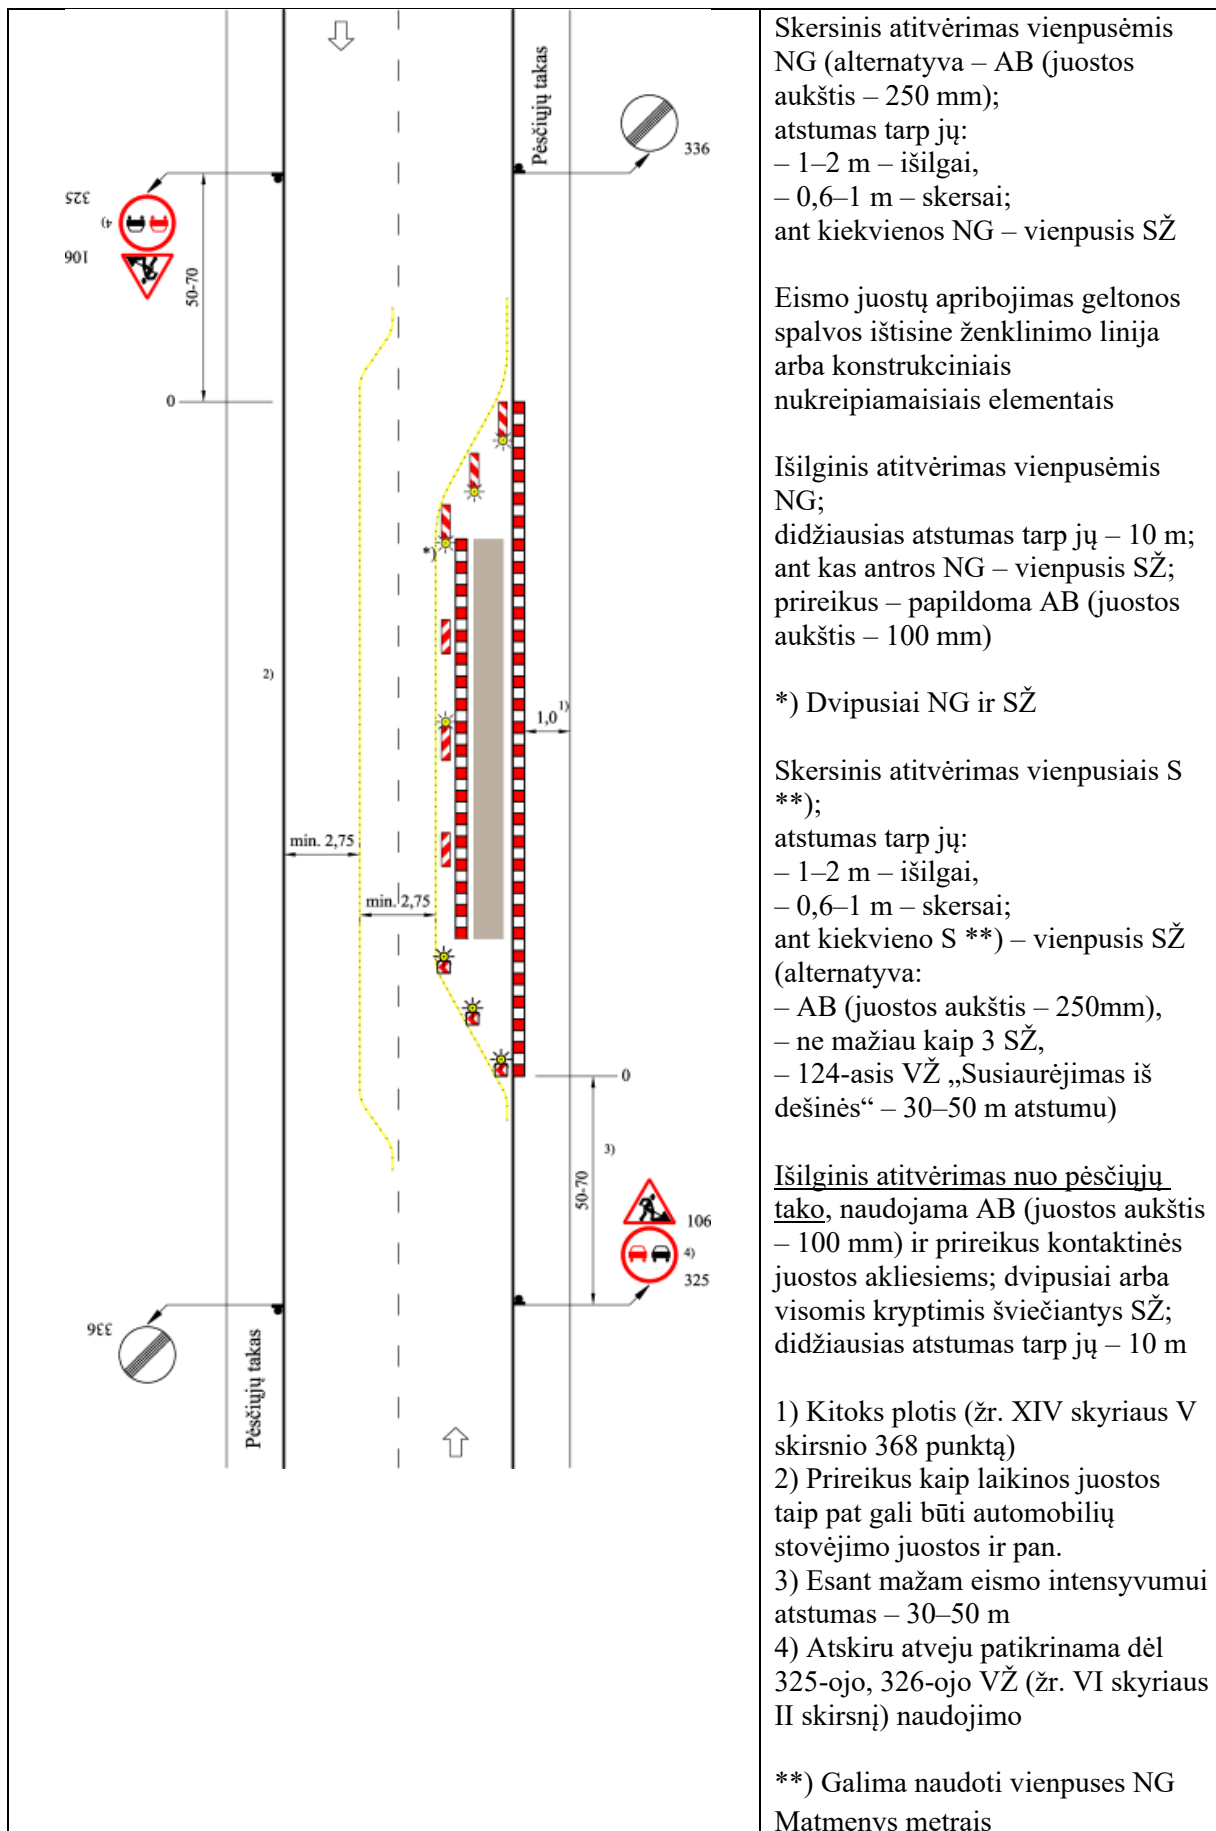 Pėsčiųjų takas
336
325
4)
106
50-70
0
*)
2)
1,0 1)
min. 2,75
min. 2,75
0
3)
50-70
106
4)
325
336
Pėsčiųjų takas
Skersinis atitvėrimas vienpusėmis
NG (alternatyva – AB (juostos
aukštis – 250 mm);
atstumas tarp jų:
– 1–2 m – išilgai,
– 0,6–1 m – skersai;
ant kiekvienos NG – vienpusis SŽ
Eismo juostų apribojimas geltonos
spalvos ištisine ženklinimo linija
arba konstrukciniais
nukreipiamaisiais elementais
Išilginis atitvėrimas vienpusėmis
NG;
didžiausias atstumas tarp jų – 10 m;
ant kas antros NG – vienpusis SŽ;
prireikus – papildoma AB (juostos
aukštis – 100 mm)
*) Dvipusiai NG ir SŽ
Skersinis atitvėrimas vienpusiais S
**);
atstumas tarp jų:
– 1–2 m – išilgai,
– 0,6–1 m – skersai;
ant kiekvieno S **) – vienpusis SŽ
(alternatyva:
– AB (juostos aukštis – 250mm),
– ne mažiau kaip 3 SŽ,
– 124-asis VŽ „Susiaurėjimas iš
dešinės“ – 30–50 m atstumu)
Išilginis atitvėrimas nuo pėsčiųjų
tako, naudojama AB (juostos aukštis
– 100 mm) ir prireikus kontaktinės
juostos akliesiems; dvipusiai arba
visomis kryptimis šviečiantys SŽ;
didžiausias atstumas tarp jų – 10 m
1) Kitoks plotis (žr. XIV skyriaus V
skirsnio 368 punktą)
2) Prireikus kaip laikinos juostos
taip pat gali būti automobilių
stovėjimo juostos ir pan.
3) Esant mažam eismo intensyvumui
atstumas – 30–50 m
4) Atskiru atveju patikrinama dėl
325-ojo, 326-ojo VŽ (žr. VI skyriaus
II skirsnį) naudojimo
**) Galima naudoti vienpuses NG
Matmenys metrais